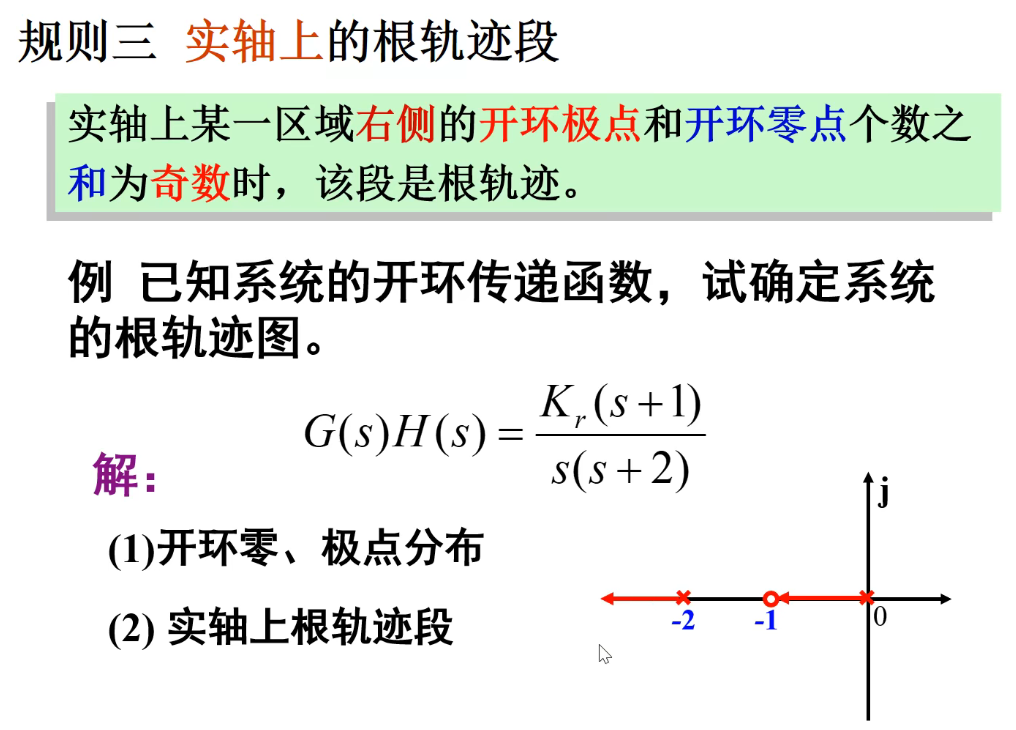 规则三 实轴上的根轨迹段
实轴上某一区域右侧的开环极点和开环零点个数之
和为奇数时，该段是根轨迹。
例 已知系统的开环传递函数，试确定系统
的根轨迹图。
G(s)H(s) = K_r(s+1) / s(s+2)
解：
(1)开环零、极点分布
(2) 实轴上根轨迹段
j
-2 -1 0